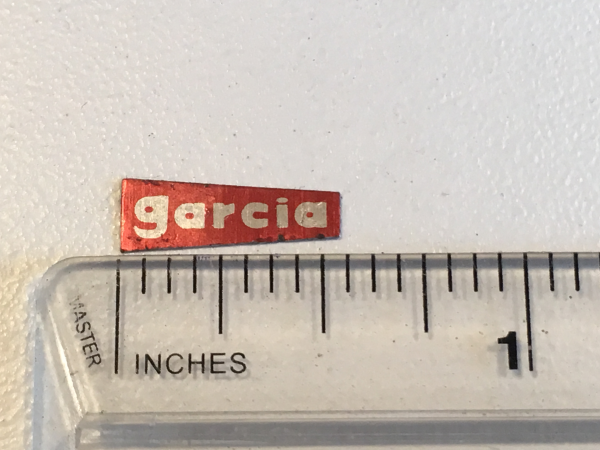 garcia
MASTER
INCHES
1